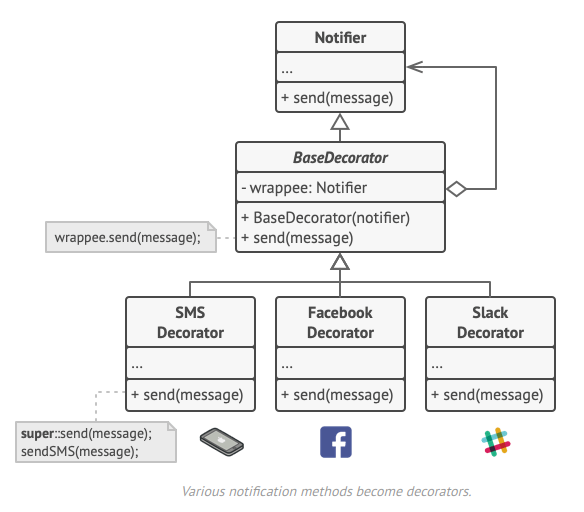 Notifier
...
+ send(message)
BaseDecorator
- wrappee: Notifier
+ BaseDecorator(notifier)
+ send(message)
wrappee.send(message);
SMS
Decorator
...
+ send(message)
Facebook
Decorator
...
+ send(message)
Slack
Decorator
...
+ send(message)
super::send(message);
sendSMS(message);
Various notification methods become decorators.